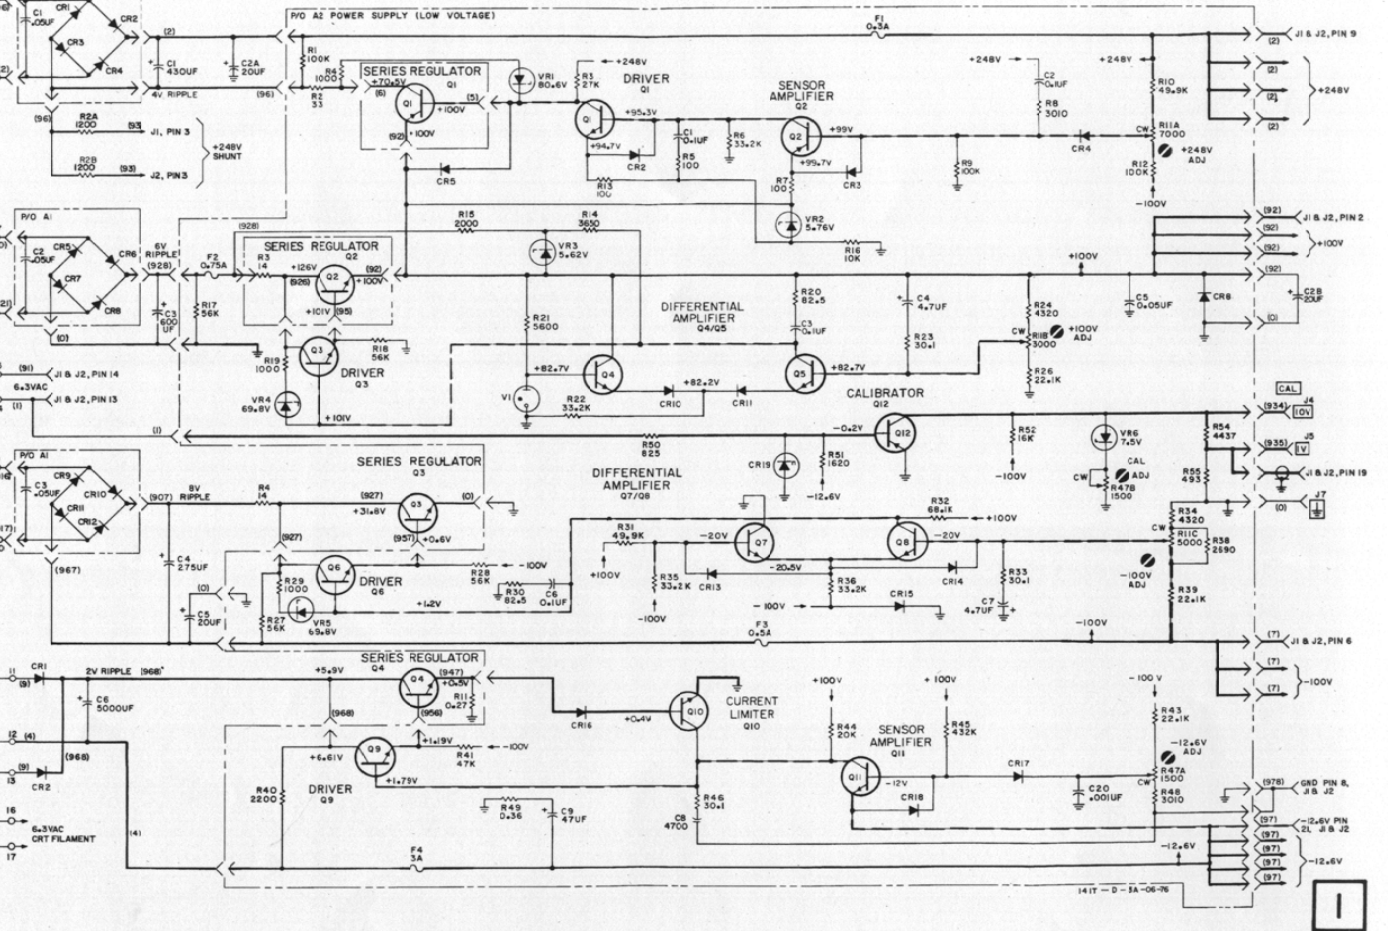 P/O A2 POWER SUPPLY (LOW VOLTAGE)
C1
.05UF
CR1
CR2
CR3
CR4
(2)
C1
430UF
C2A
20UF
4V, RIPPLE
(96)
R1
100K
R4
1000
R2
33
SERIES REGULATOR
+70.5V
(6)
Q1
Q1
+100V
(5)
(92)
+100V
CR5
VR1
80.6V
+248V
R3
27K
DRIVER
Q1
Q1
+95.3V
+94.7V
CR2
R13
100
C1
0.1UF
R5
100
R6
33.2K
SENSOR
AMPLIFIER
Q2
Q2
+99V
+99.7V
CR3
R7
100
VR2
5.76V
R16
10K
F1
0.3A
+248V
C2
0.1UF
R8
3010
R9
100K
CR4
+248V
R10
49.9K
CW
R11A
7000
+248V
ADJ
R12
100K
-100V
J1 & J2, PIN 9
(2)
(2)
(2)
(2)
+248V
(96)
R2A
1200
(93)
J1, PIN 3
R2B
1200
(93)
J2, PIN3
+248V
SHUNT
P/O A1
C2
.05UF
CR5
CR6
CR7
CR8
6V
RIPPLE
(928)
F2
0.75A
C3
600
UF
R17
56K
(0)
(928)
SERIES REGULATOR
Q2
R3
14
+126V
(926)
Q2
(92)
+100V
+101V
(95)
R19
1000
Q3
R18
56K
DRIVER
Q3
VR4
69.8V
+101V
R15
2000
R14
3650
VR3
5.62V
R21
5600
+82.7V
Q4
V1
R22
33.2K
CR10
+82.2V
CR11
DIFFERENTIAL
AMPLIFIER
Q4/Q5
R20
82.5
C3
0.1UF
Q5
+82.7V
C4
4.7UF
R23
30.1
+100V
R24
4320
CW
R11B
3000
+100V
ADJ
R26
22.1K
C5
0.05UF
CR6
C2B
20UF
(92)
(92)
(92)
(92)
(0)
J1 & J2, PIN 2
+100V
(91)
J1 & J2, PIN 14
6.3VAC
(1)
J1 & J2, PIN 13
(1)
R50
825
CALIBRATOR
Q12
-0.2V
Q12
CR19
R51
1620
-12.6V
R52
16K
-100V
VR6
7.5V
CAL
ADJ
CW
R47B
1500
R54
4437
R55
493
CAL
J4
(934)
10V
J5
(935)
1V
J1 & J2, PIN 19
J7
(0)
P/O A1
C3
.05UF
CR9
CR10
CR11
CR12
(907)
8V
RIPPLE
R4
14
SERIES REGULATOR
Q3
(927)
+31.8V
Q3
(0)
(957)
+0.6V
(927)
R29
1000
Q6
DRIVER
Q6
R28
56K
-100V
VR5
69.8V
R27
56K
+1.2V
R30
82.5
C6
0.1UF
(967)
C4
275UF
(0)
C5
20UF
DIFFERENTIAL
AMPLIFIER
Q7/Q8
R31
49.9K
+100V
-20V
Q7
-20.5V
CR13
R35
33.2K
-100V
R32
68.1K
+100V
Q8
-20V
CR14
R36
33.2K
-100V
CR15
R33
30.1
C7
4.7UF
R34
4320
CW
R11C
5000
R38
2690
-100V
ADJ
R39
22.1K
F3
0.5A
-100V
(7)
J1 & J2, PIN 6
(7)
(7)
-100V
11
CR1
(9)
2V RIPPLE (968)
C6
5000UF
12
(4)
(968)
(9)
13
CR2
16
6.3VAC
CRT FILAMENT
17
(4)
SERIES REGULATOR
Q4
+5.9V
Q4
(947)
+0.5V
R11
0.27
(968)
(956)
Q9
+1.19V
+6.61V
R41
47K
-100V
+1.79V
DRIVER
Q9
R40
2200
R49
0.36
C9
47UF
F4
3A
CR16
+0.4V
Q10
CURRENT
LIMITER
Q10
R46
30.1
C8
4700
+100V
R44
20K
SENSOR
AMPLIFIER
Q11
+100V
R45
432K
Q11
-12V
CR18
CR17
C20
.001UF
-100V
R43
22.1K
-12.6V
ADJ
R47A
1500
CW
R48
3010
-12.6V
(978)
GND PIN 8,
J1 & J2
(97)
-12.6V PIN
21, J1 & J2
(97)
(97)
(97)
(97)
-12.6V
141T-D-5A-06-76
1